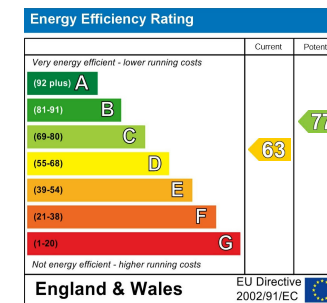 Energy Efficiency Rating
Current Potent
Very energy efficient - lower running costs
(92 plus) A
(81-91) B
(69-80) C
(55-68) D
(39-54) E
(21-38) F
(1-20) G
63
77
Not energy efficient - higher running costs
England & Wales
EU Directive
2002/91/EC